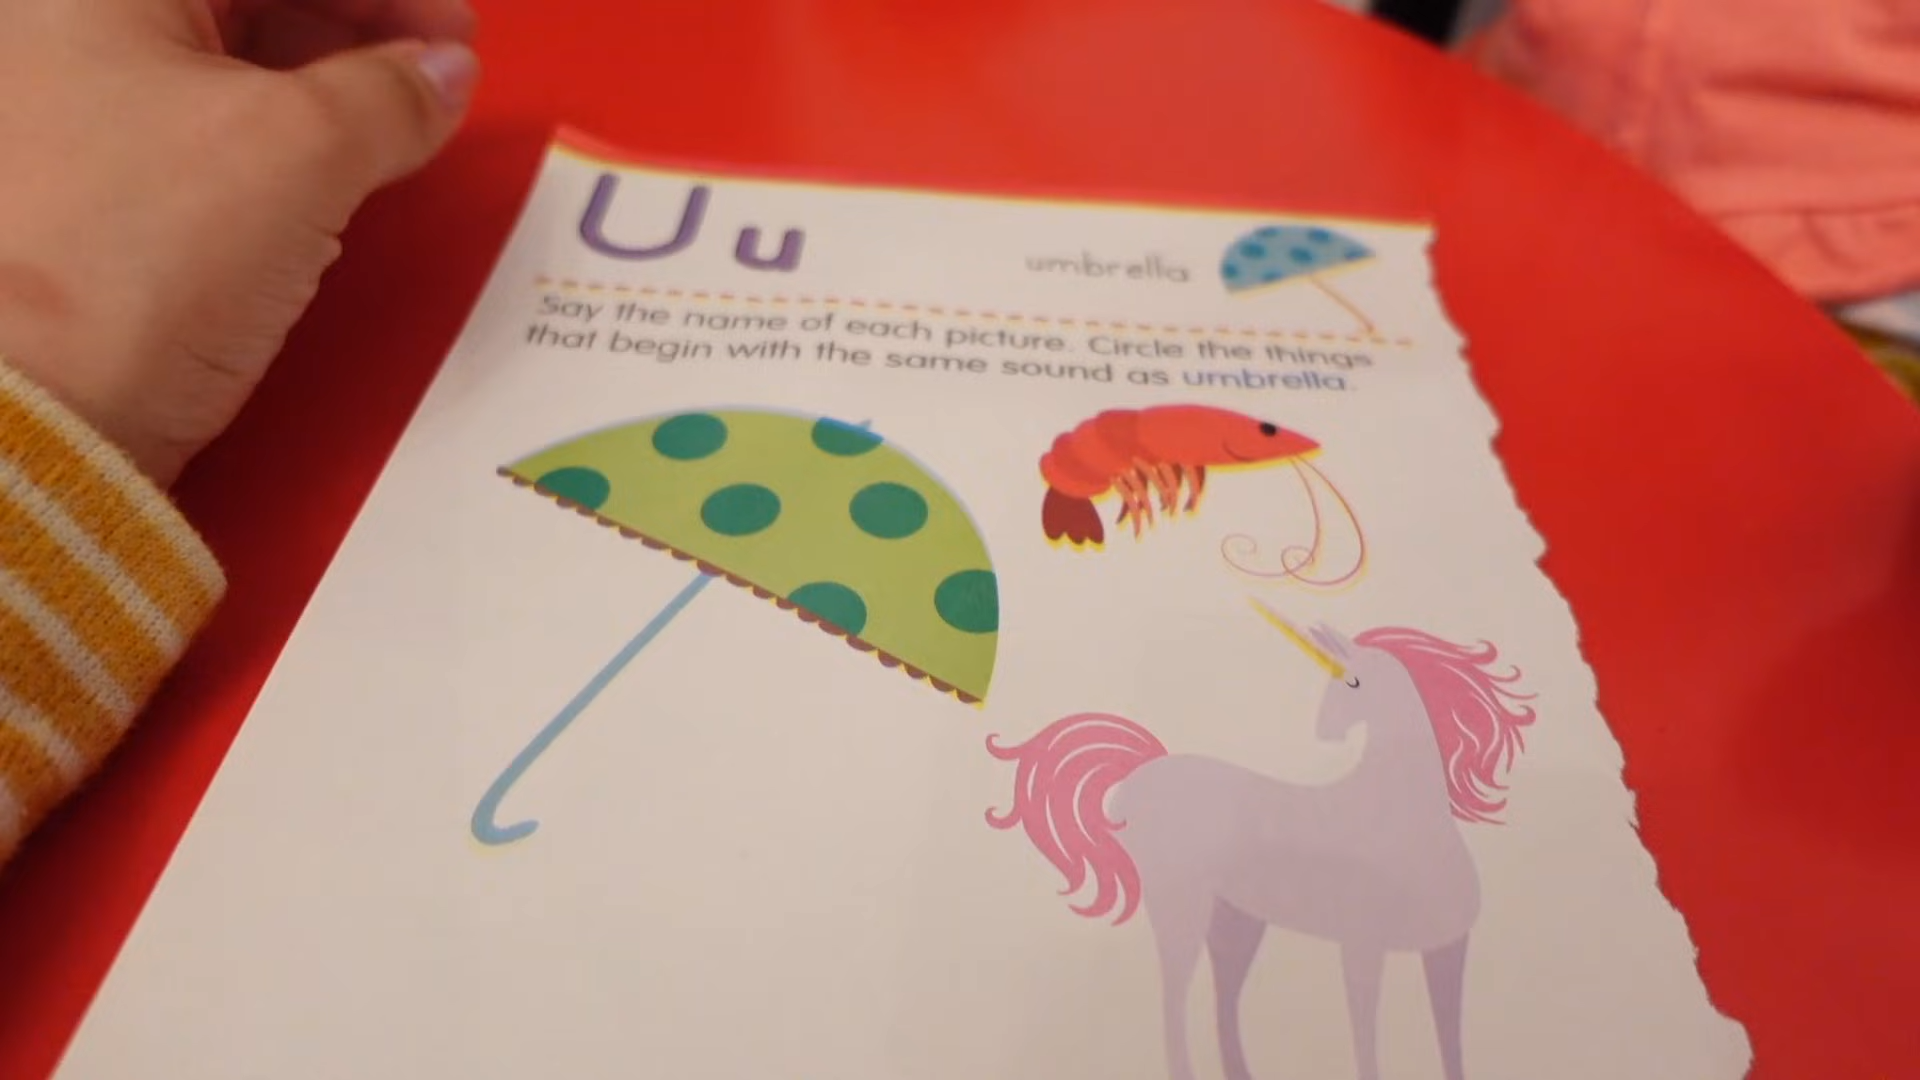 U u
umbrella
Say the name of each picture. Circle the things
that begin with the same sound as umbrella.